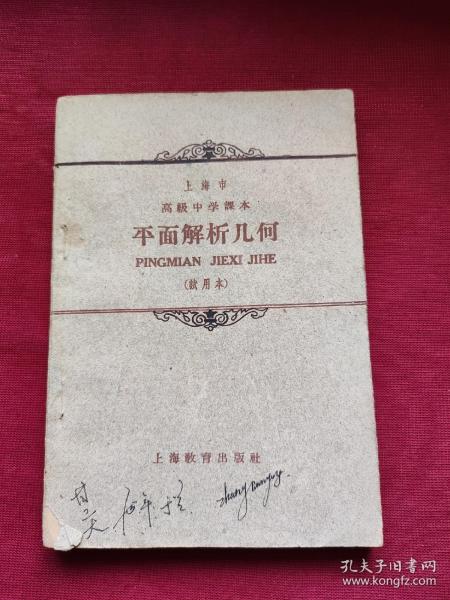 上海市
高級中学課本
平面解析几何
PINGMIAN JIEXI JIHE
(試用本)
上海敎育出版社
孔夫子旧书网
www.kongfz.com